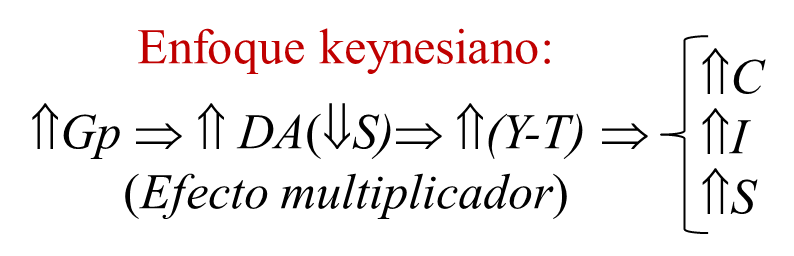 Enfoque keynesiano:
⇑Gp ⇒ ⇑ DA(⇓S)⇒ ⇑(Y-T) ⇒
(Efecto multiplicador)
⇑C
⇑I
⇑S